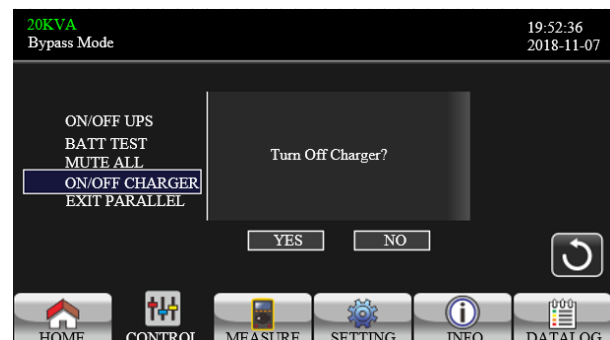 20KVA
Bypass Mode
19:52:36
2018-11-07
ON/OFF UPS
BATT TEST
MUTE ALL
ON/OFF CHARGER
EXIT PARALLEL
Turn Off Charger?
YES
NO
HOME
CONTROL
MEASURE
SETTING
INFO
DATALOG